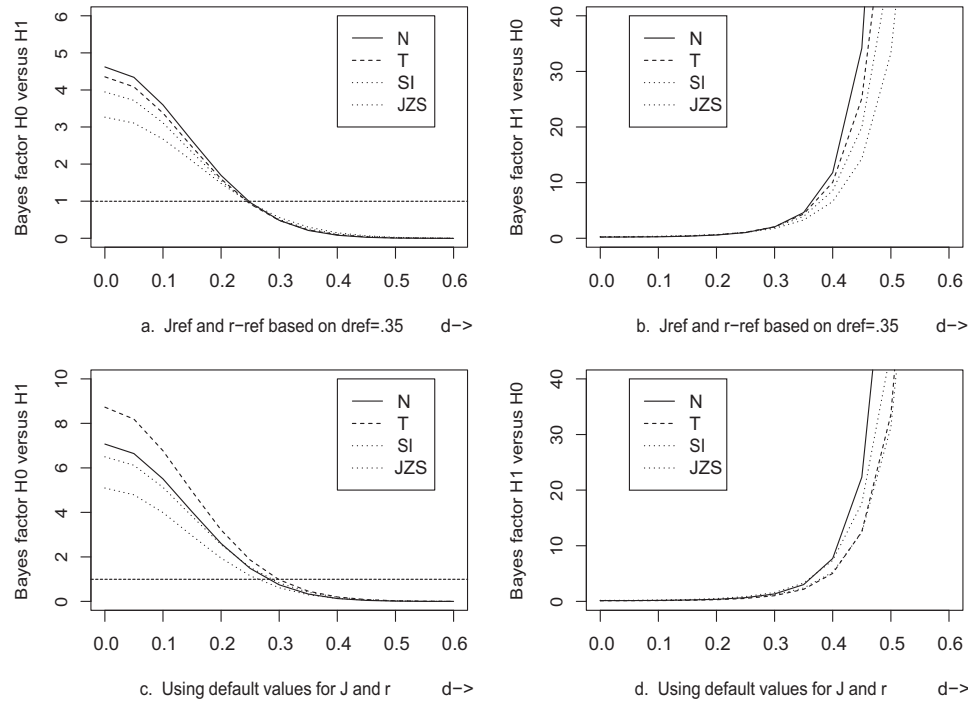 Bayes factor H0 versus H1
6
5
4
3
2
1
0
N
T
SI
JZS
0.0 0.1 0.2 0.3 0.4 0.5 0.6
a. Jref and r−ref based on dref=.35 d−>
Bayes factor H1 versus H0
40
30
20
10
0
N
T
SI
JZS
0.0 0.1 0.2 0.3 0.4 0.5 0.6
b. Jref and r−ref based on dref=.35 d−>
Bayes factor H0 versus H1
10
8
6
4
2
0
N
T
SI
JZS
0.0 0.1 0.2 0.3 0.4 0.5 0.6
c. Using default values for J and r d−>
Bayes factor H1 versus H0
40
30
20
10
0
N
T
SI
JZS
0.0 0.1 0.2 0.3 0.4 0.5 0.6
d. Using default values for J and r d−>